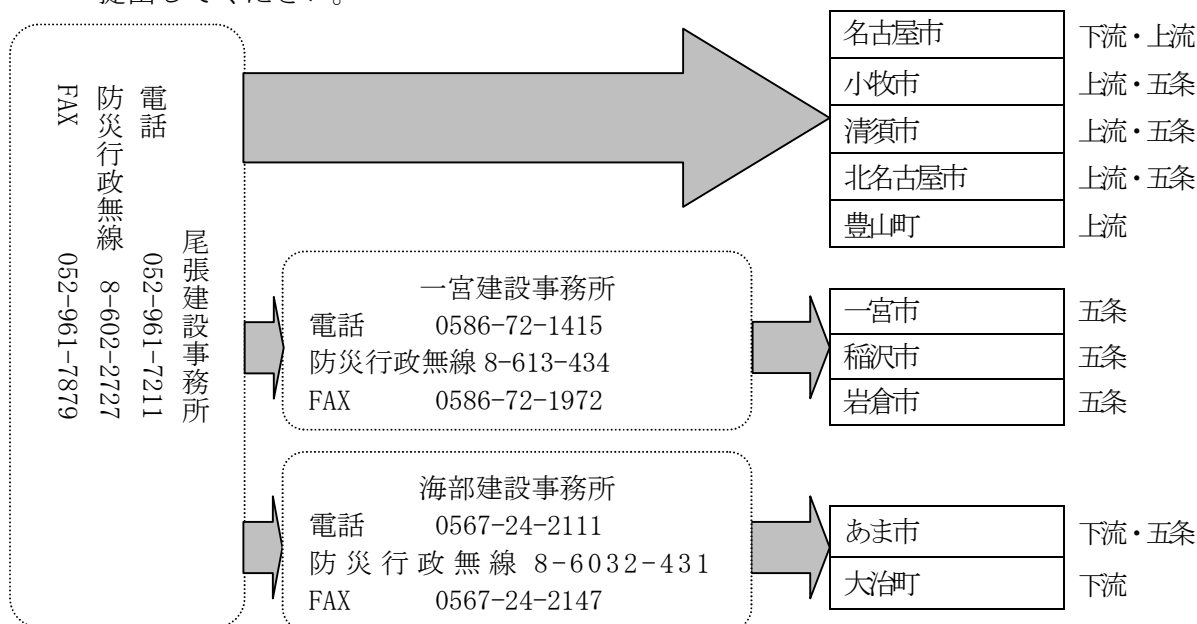 提出してください。
尾張建設事務所
電話 052-961-7211
防災行政無線 8-602-2727
FAX 052-961-7879
名古屋市 下流・上流
小牧市 上流・五条
清須市 上流・五条
北名古屋市 上流・五条
豊山町 上流
一宮建設事務所
電話 0586-72-1415
防災行政無線 8-613-434
FAX 0586-72-1972
一宮市 五条
稲沢市 五条
岩倉市 五条
海部建設事務所
電話 0567-24-2111
防災行政無線 8-6032-431
FAX 0567-24-2147
あま市 下流・五条
大治町 下流